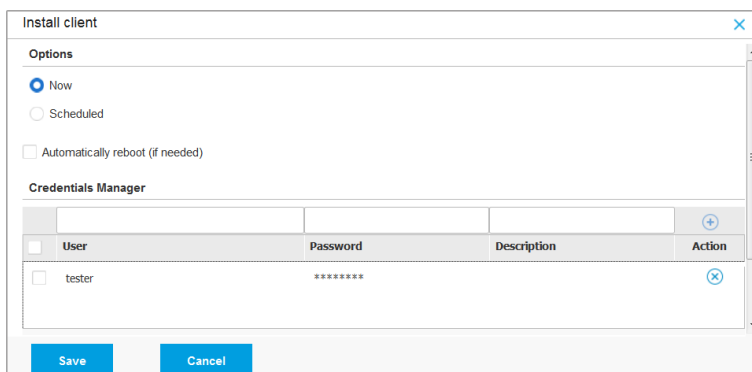 Install client
Options
Now
Scheduled
Automatically reboot (if needed)
Credentials Manager
User Password Description Action
tester ********
Save Cancel